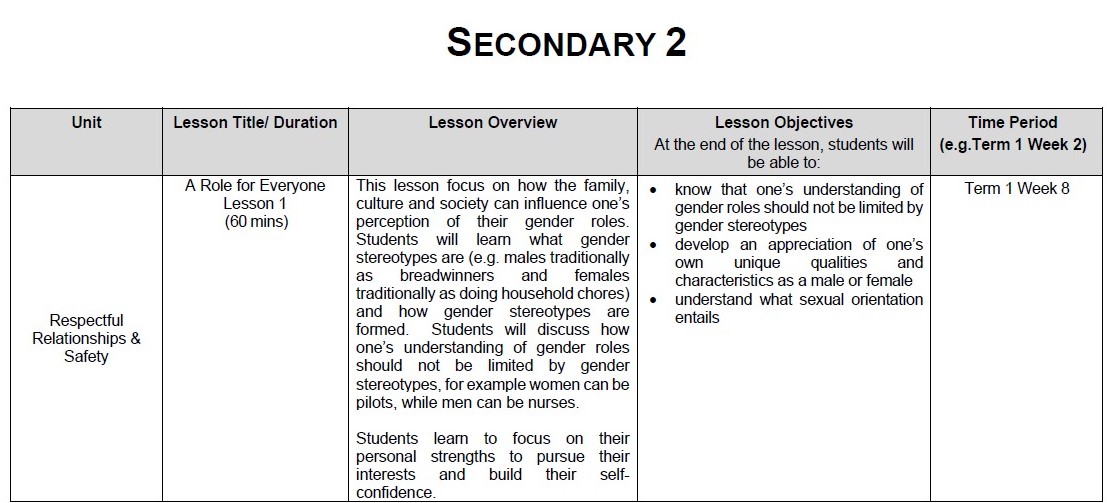 SECONDARY 2
Unit
Lesson Title/ Duration
Lesson Overview
Lesson Objectives
At the end of the lesson, students will
be able to:
Time Period
(e.g.Term 1 Week 2)
Respectful
Relationships &
Safety
A Role for Everyone
Lesson 1
(60 mins)
This lesson focus on how the family,
culture and society can influence one’s
perception of their gender roles.
Students will learn what gender
stereotypes are (e.g. males traditionally
as breadwinners and females
traditionally as doing household chores)
and how gender stereotypes are
formed. Students will discuss how
one’s understanding of gender roles
should not be limited by gender
stereotypes, for example women can be
pilots, while men can be nurses.
Students learn to focus on their
personal strengths to pursue their
interests and build their self-
confidence.
• know that one’s understanding of
gender roles should not be limited by
gender stereotypes
• develop an appreciation of one’s
own unique qualities and
characteristics as a male or female
• understand what sexual orientation
entails
Term 1 Week 8